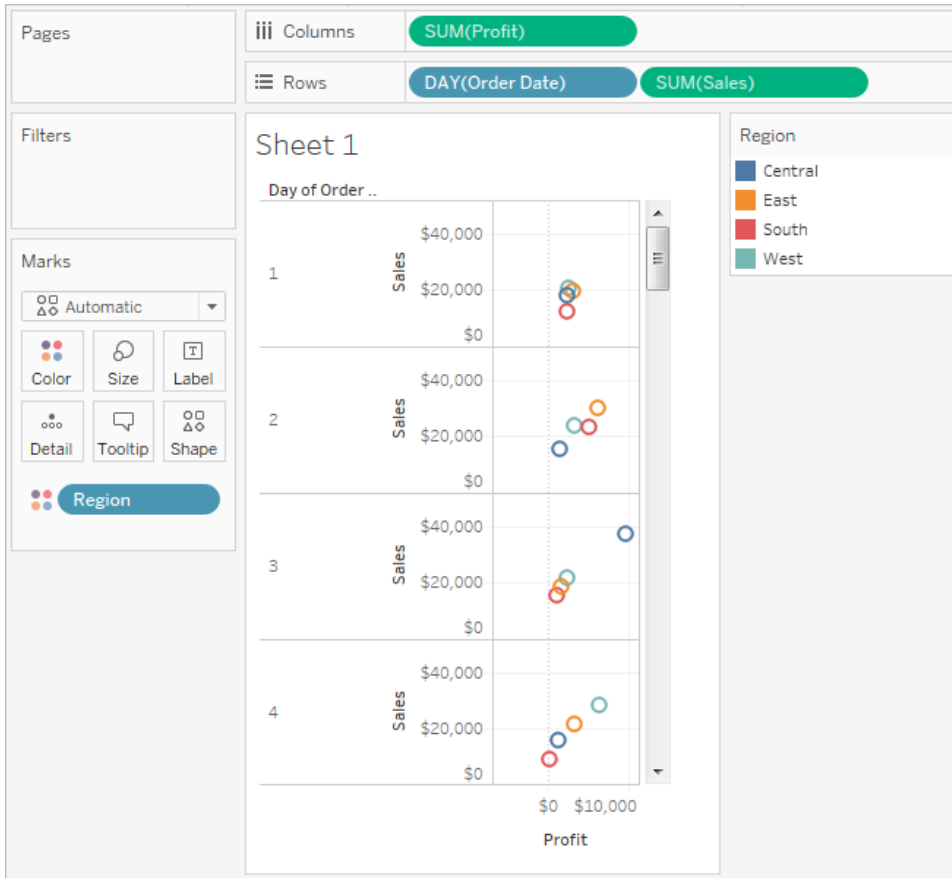 Pages
Columns
SUM(Profit)
Rows
DAY(Order Date)
SUM(Sales)
Filters
Marks
Automatic
Color
Size
Label
Detail
Tooltip
Shape
Region
Sheet 1
Day of Order ..
1
Sales
$40,000
$20,000
$0
2
Sales
$40,000
$20,000
$0
3
Sales
$40,000
$20,000
$0
4
Sales
$40,000
$20,000
$0
$0 $10,000
Profit
Region
Central
East
South
West